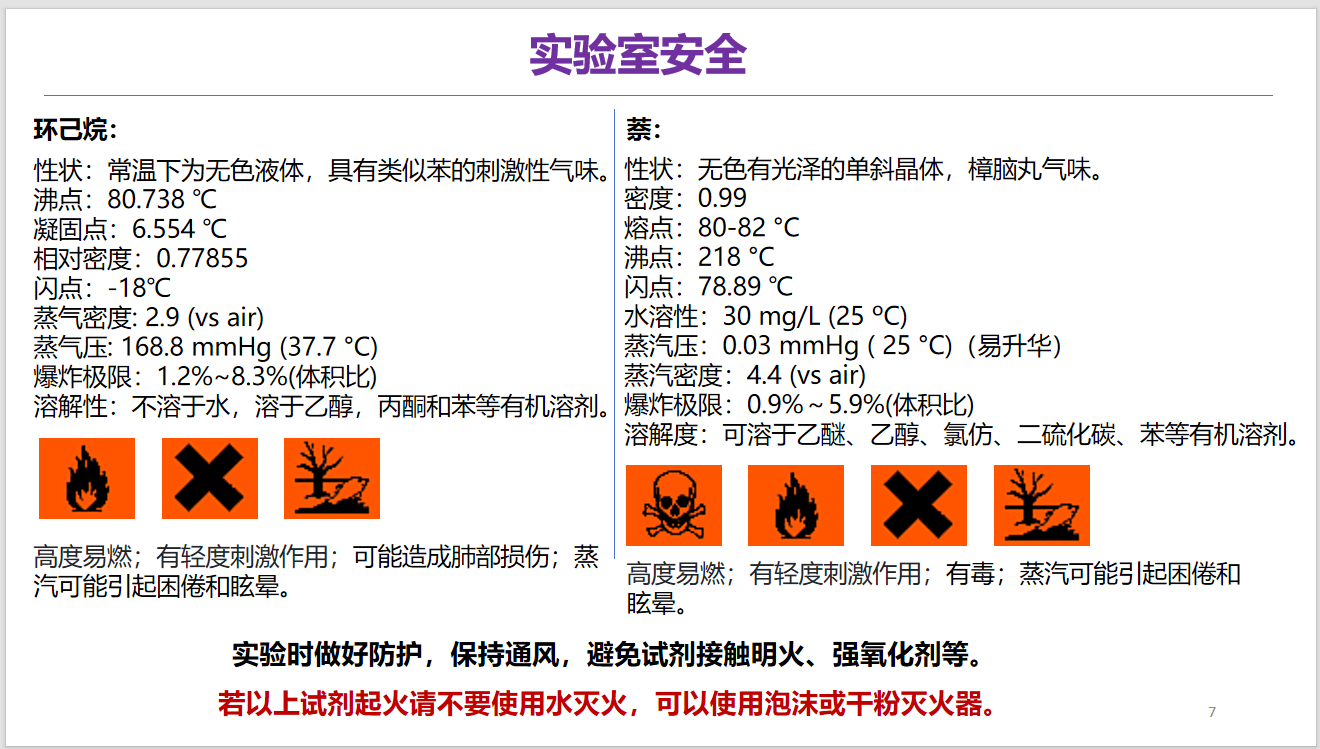 实验室安全
环己烷：
性状：常温下为无色液体，具有类似苯的刺激性气味。
沸点：80.738 ℃
凝固点：6.554 ℃
相对密度：0.77855
闪点：-18℃
蒸气密度: 2.9 (vs air)
蒸气压: 168.8 mmHg (37.7 °C)
爆炸极限：1.2%~8.3%(体积比)
溶解性：不溶于水，溶于乙醇，丙酮和苯等有机溶剂。
高度易燃；有轻度刺激作用；可能造成肺部损伤；蒸
汽可能引起困倦和眩晕。
萘：
性状：无色有光泽的单斜晶体，樟脑丸气味。
密度：0.99
熔点：80-82 °C
沸点：218 °C
闪点：78.89 ℃
水溶性：30 mg/L (25 ºC)
蒸汽压：0.03 mmHg ( 25 °C)（易升华）
蒸汽密度：4.4 (vs air)
爆炸极限：0.9%～5.9%(体积比)
溶解度：可溶于乙醚、乙醇、氯仿、二硫化碳、苯等有机溶剂。
高度易燃；有轻度刺激作用；有毒；蒸汽可能引起困倦和
眩晕。
实验时做好防护，保持通风，避免试剂接触明火、强氧化剂等。
若以上试剂起火请不要使用水灭火，可以使用泡沫或干粉灭火器。
7